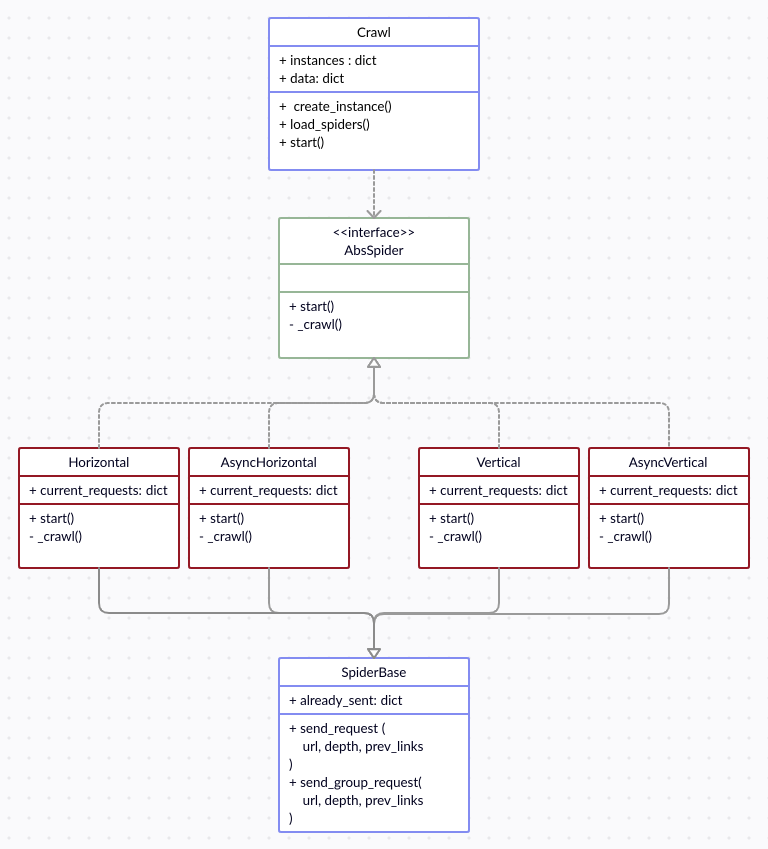 Crawl
+ instances : dict
+ data: dict
+  create_instance()
+ load_spiders()
+ start()
<<interface>>
AbsSpider
+ start()
- _crawl()
Horizontal
+ current_requests: dict
+ start()
- _crawl()
AsyncHorizontal
+ current_requests: dict
+ start()
- _crawl()
Vertical
+ current_requests: dict
+ start()
- _crawl()
AsyncVertical
+ current_requests: dict
+ start()
- _crawl()
SpiderBase
+ already_sent: dict
+ send_request (
url, depth, prev_links
)
+ send_group_request(
url, depth, prev_links
)